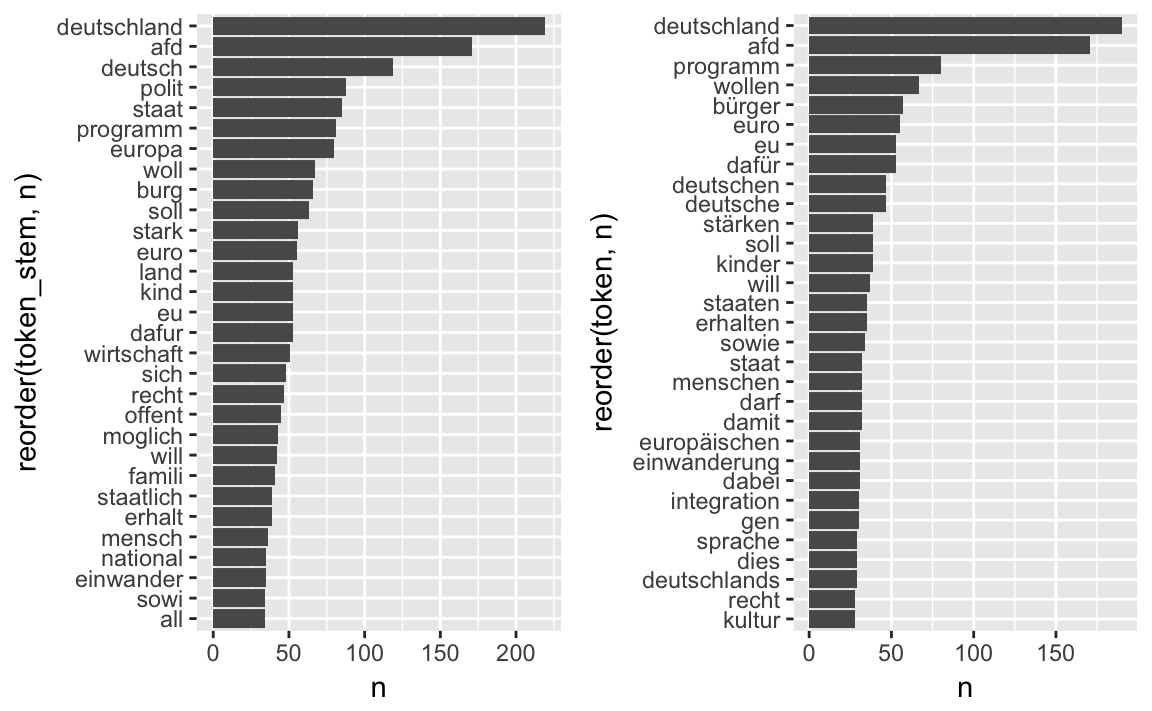 reorder(token_stem, n)
deutschland
afd
deutsch
polit
staat
programm
europa
woll
burg
soll
stark
euro
land
kind
eu
dafur
wirtschaft
sich
recht
offent
moglich
will
famili
staatlich
erhalt
mensch
national
einwander
sowi
all
0 50 100 150 200
n
reorder(token, n)
deutschland
afd
programm
wollen
bürger
euro
eu
dafür
deutschen
deutsche
stärken
soll
kinder
will
staaten
erhalten
sowie
staat
menschen
darf
damit
europäischen
einwanderung
dabei
integration
gen
sprache
dies
deutschlands
recht
kultur
0 50 100 150
n